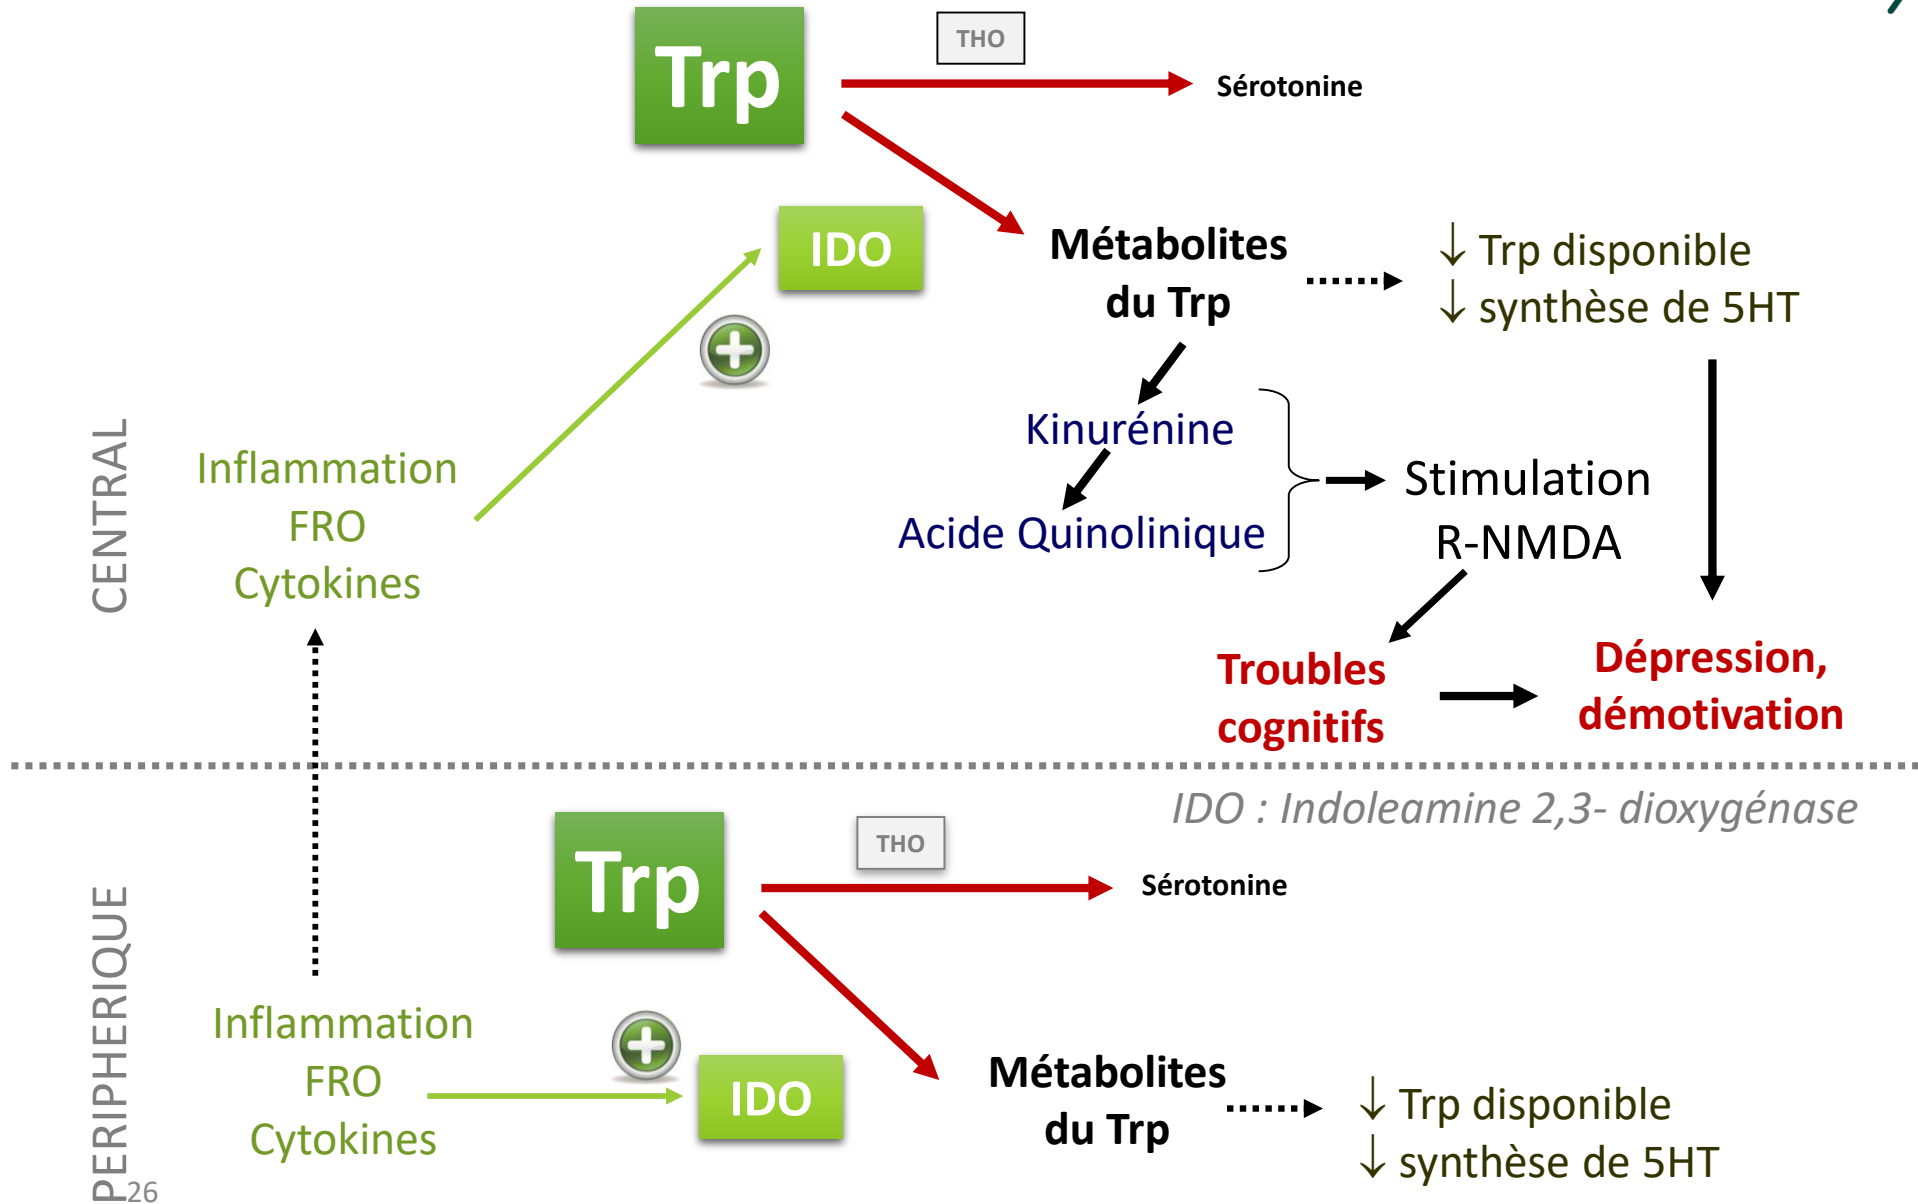 Trp
THO
Sérotonine
IDO
Métabolites
du Trp
↓ Trp disponible
↓ synthèse de 5HT
CENTRAL
Inflammation
FRO
Cytokines
Kinurénine
Acide Quinolinique
Stimulation
R-NMDA
Troubles
cognitifs
Dépression,
démotivation
IDO : Indoleamine 2,3- dioxygénase
Trp
THO
Sérotonine
PERIPHERIQUE
Inflammation
FRO
Cytokines
IDO
Métabolites
du Trp
↓ Trp disponible
↓ synthèse de 5HT
26